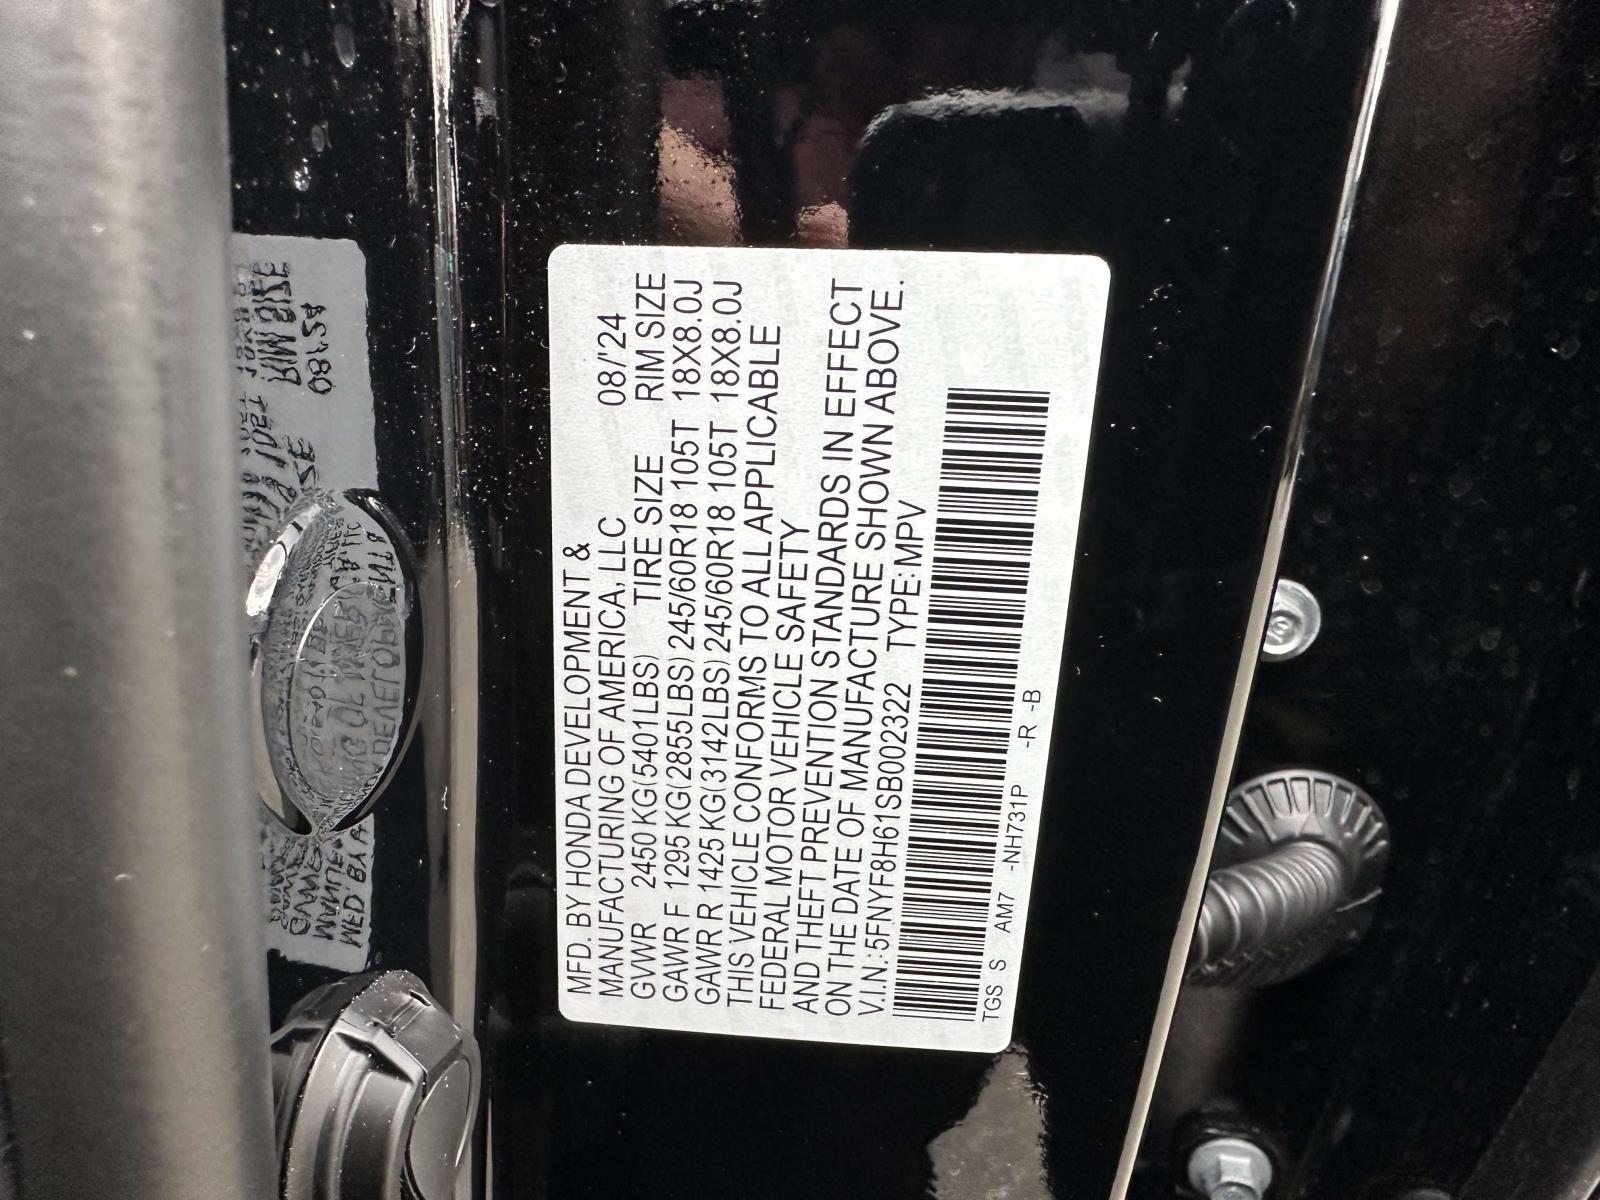 MFD. BY HONDA DEVELOPMENT &
MANUFACTURING OF AMERICA, LLC 08/'24
GVWR 2450 KG(5401LBS) TIRE SIZE RIM SIZE
GAWR F 1295 KG(2855LBS) 245/60R18 105T 18X8.0J
GAWR R 1425 KG(3142LBS) 245/60R18 105T 18X8.0J
THIS VEHICLE CONFORMS TO ALL APPLICABLE
FEDERAL MOTOR VEHICLE SAFETY
AND THEFT PREVENTION STANDARDS IN EFFECT
ON THE DATE OF MANUFACTURE SHOWN ABOVE.
V.I.N.:5FNYF8H61SB002322 TYPE:MPV
TGS S AM7 -NH731P -R -B